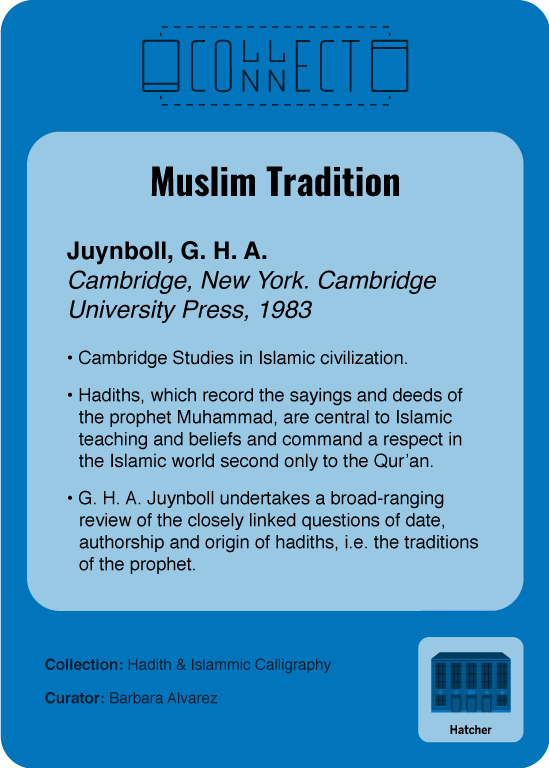 COLLECT
CONNECT
Muslim Tradition
Juynboll, G. H. A.
Cambridge, New York. Cambridge
University Press, 1983
• Cambridge Studies in Islamic civilization.
• Hadiths, which record the sayings and deeds of
the prophet Muhammad, are central to Islamic
teaching and beliefs and command a respect in
the Islamic world second only to the Qur’an.
• G. H. A. Juynboll undertakes a broad-ranging
review of the closely linked questions of date,
authorship and origin of hadiths, i.e. the traditions
of the prophet.
Collection: Hadith & Islammic Calligraphy
Curator: Barbara Alvarez
Hatcher